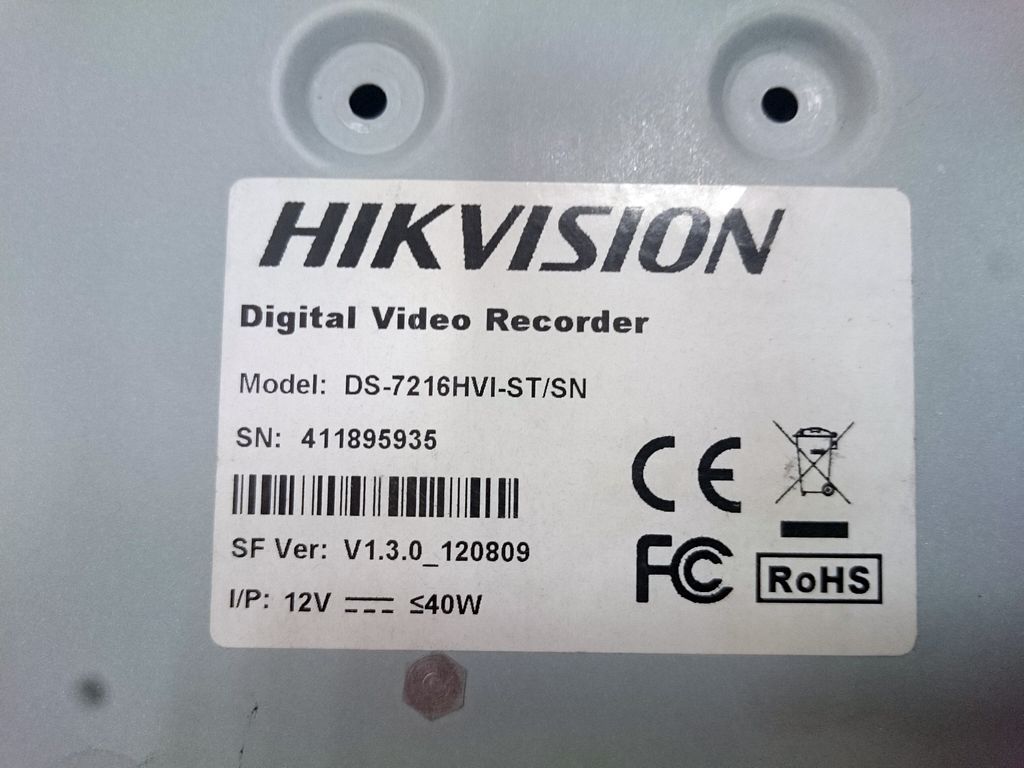 HIKVISION
Digital Video Recorder
Model: DS-7216HVI-ST/SN
SN: 411895935
SF Ver: V1.3.0_120809
I/P: 12V ⎓ ≤40W
CE
FC
RoHS